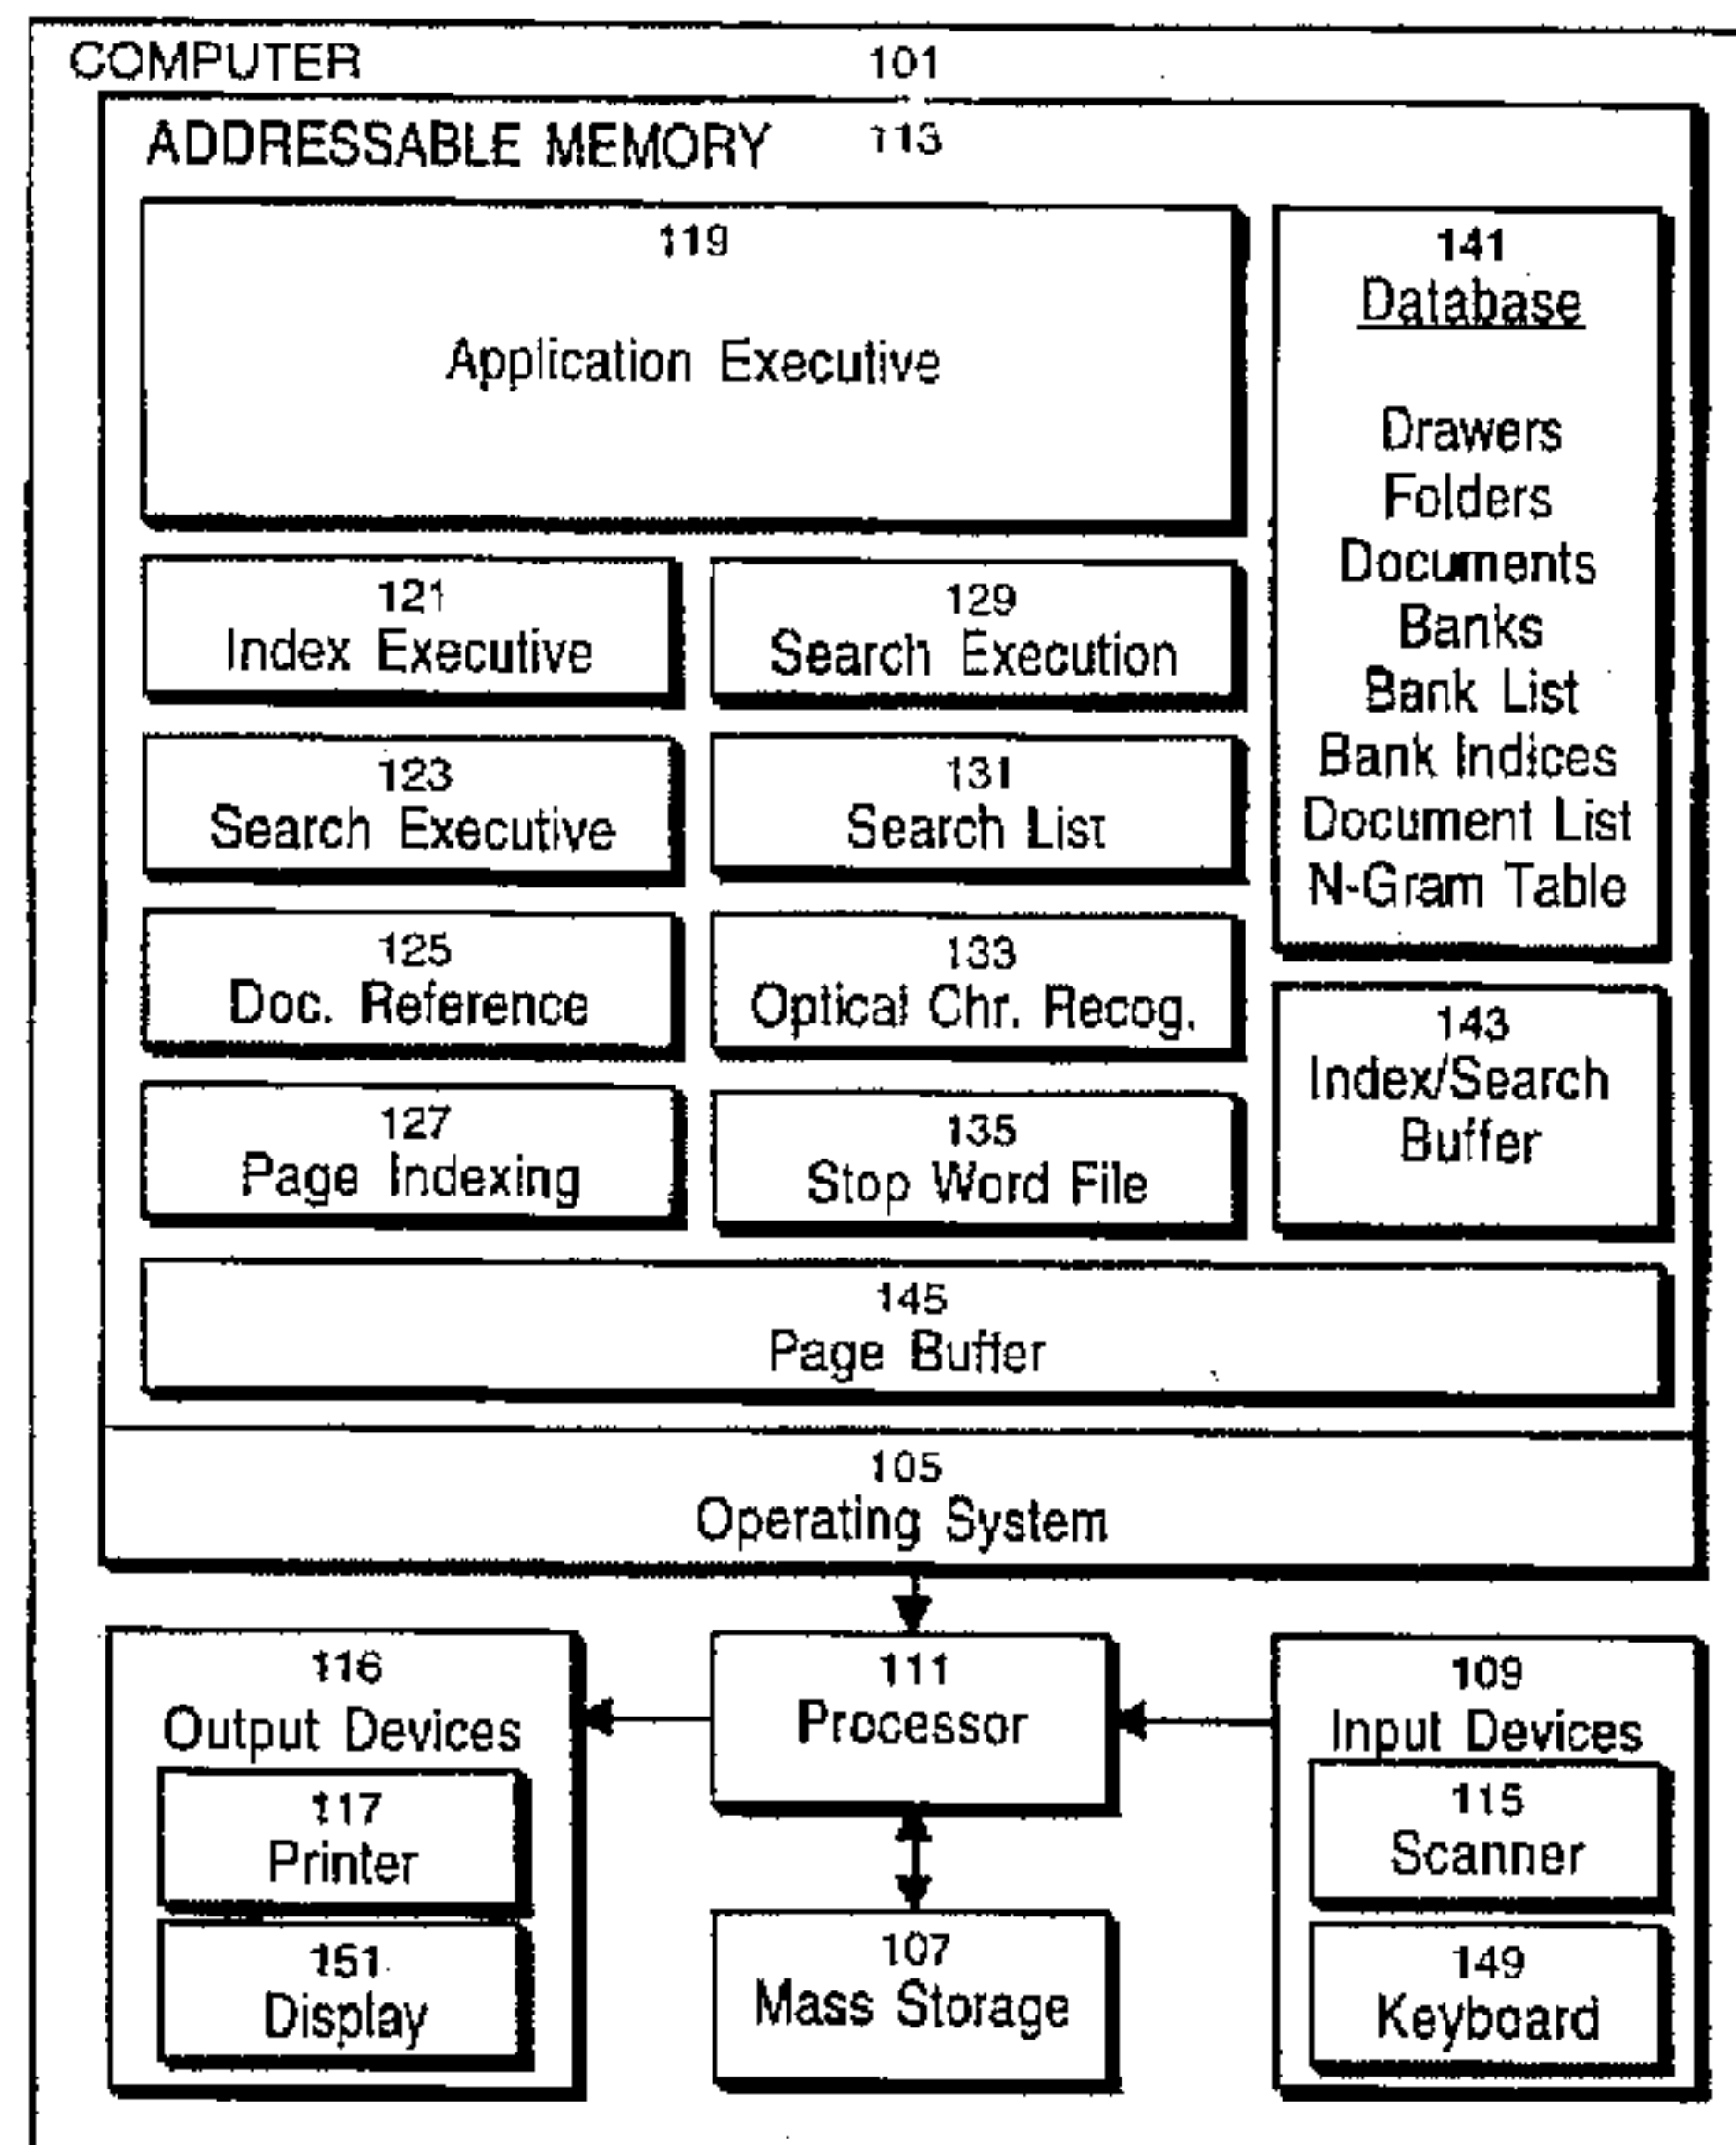 COMPUTER 101
ADDRESSABLE MEMORY 113
119
Application Executive
141
Database
Drawers
Folders
Documents
Banks
Bank List
Bank Indices
Document List
N-Gram Table
121
Index Executive
129
Search Execution
123
Search Executive
131
Search List
125
Doc. Reference
133
Optical Chr. Recog.
143
Index/Search
Buffer
127
Page Indexing
135
Stop Word File
145
Page Buffer
105
Operating System
116
Output Devices
117
Printer
151
Display
111
Processor
107
Mass Storage
109
Input Devices
115
Scanner
149
Keyboard